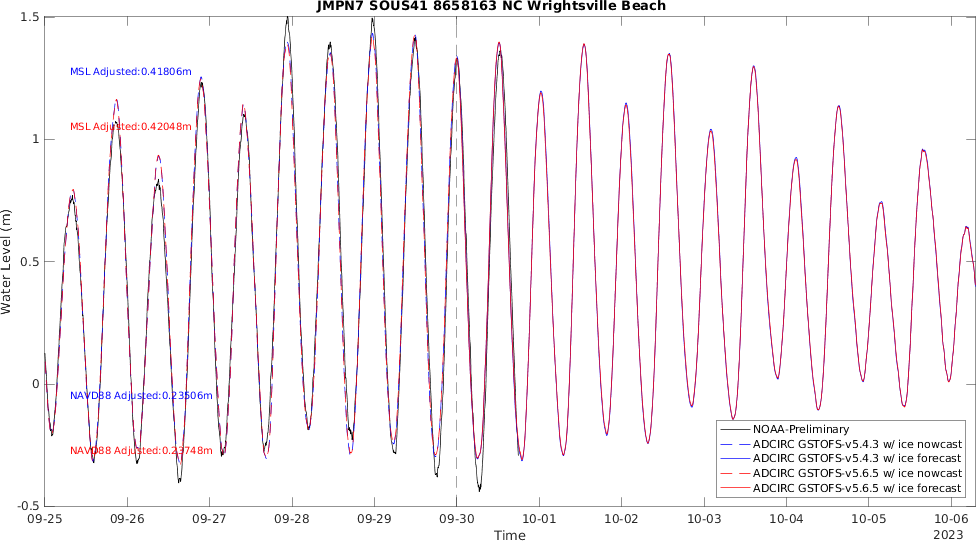 JMPN7 SOUS41 8658163 NC Wrightsville Beach
1.5
MSL Adjusted:0.41806m
MSL Adjusted:0.42048m
1
Water Level (m)
0.5
0
NAVD88 Adjusted:0.23506m
NAVD88 Adjusted:0.23748m
-0.5
NOAA-Preliminary
ADCIRC GSTOFS-v5.4.3 w/ ice nowcast
ADCIRC GSTOFS-v5.4.3 w/ ice forecast
ADCIRC GSTOFS-v5.6.5 w/ ice nowcast
ADCIRC GSTOFS-v5.6.5 w/ ice forecast
09-25 09-26 09-27 09-28 09-29 09-30 10-01 10-02 10-03 10-04 10-05 10-06
2023
Time